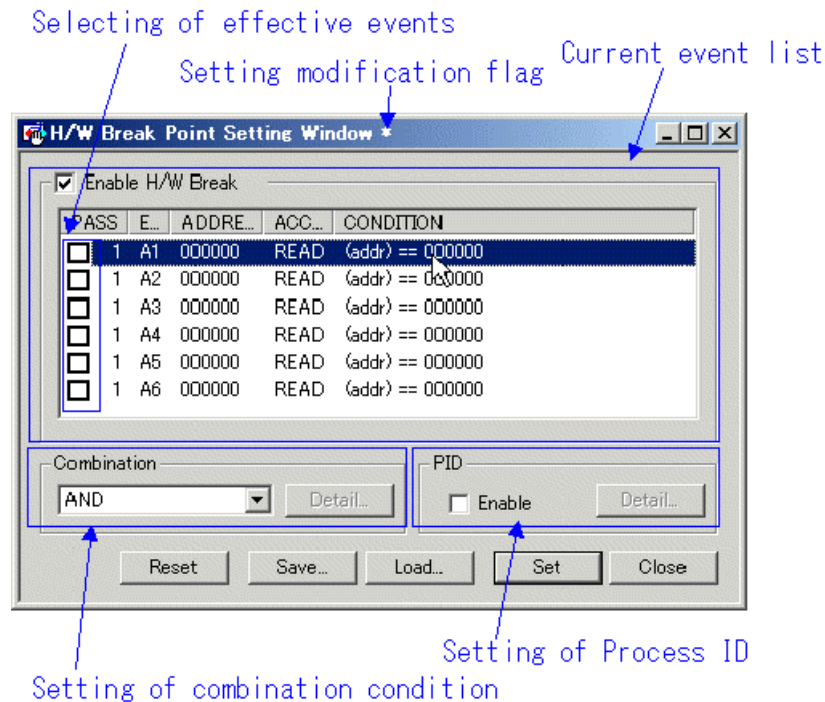 Selecting of effective events
Current event list
Setting modification flag
H/W Break Point Setting Window *
Enable H/W Break
PASS E... ADDRE... ACC... CONDITION
1 A1 000000 READ (addr) == 000000
1 A2 000000 READ (addr) == 000000
1 A3 000000 READ (addr) == 000000
1 A4 000000 READ (addr) == 000000
1 A5 000000 READ (addr) == 000000
1 A6 000000 READ (addr) == 000000
Combination
PID
AND Detail...
Enable Detail...
Reset Save... Load... Set Close
Setting of Process ID
Setting of combination condition